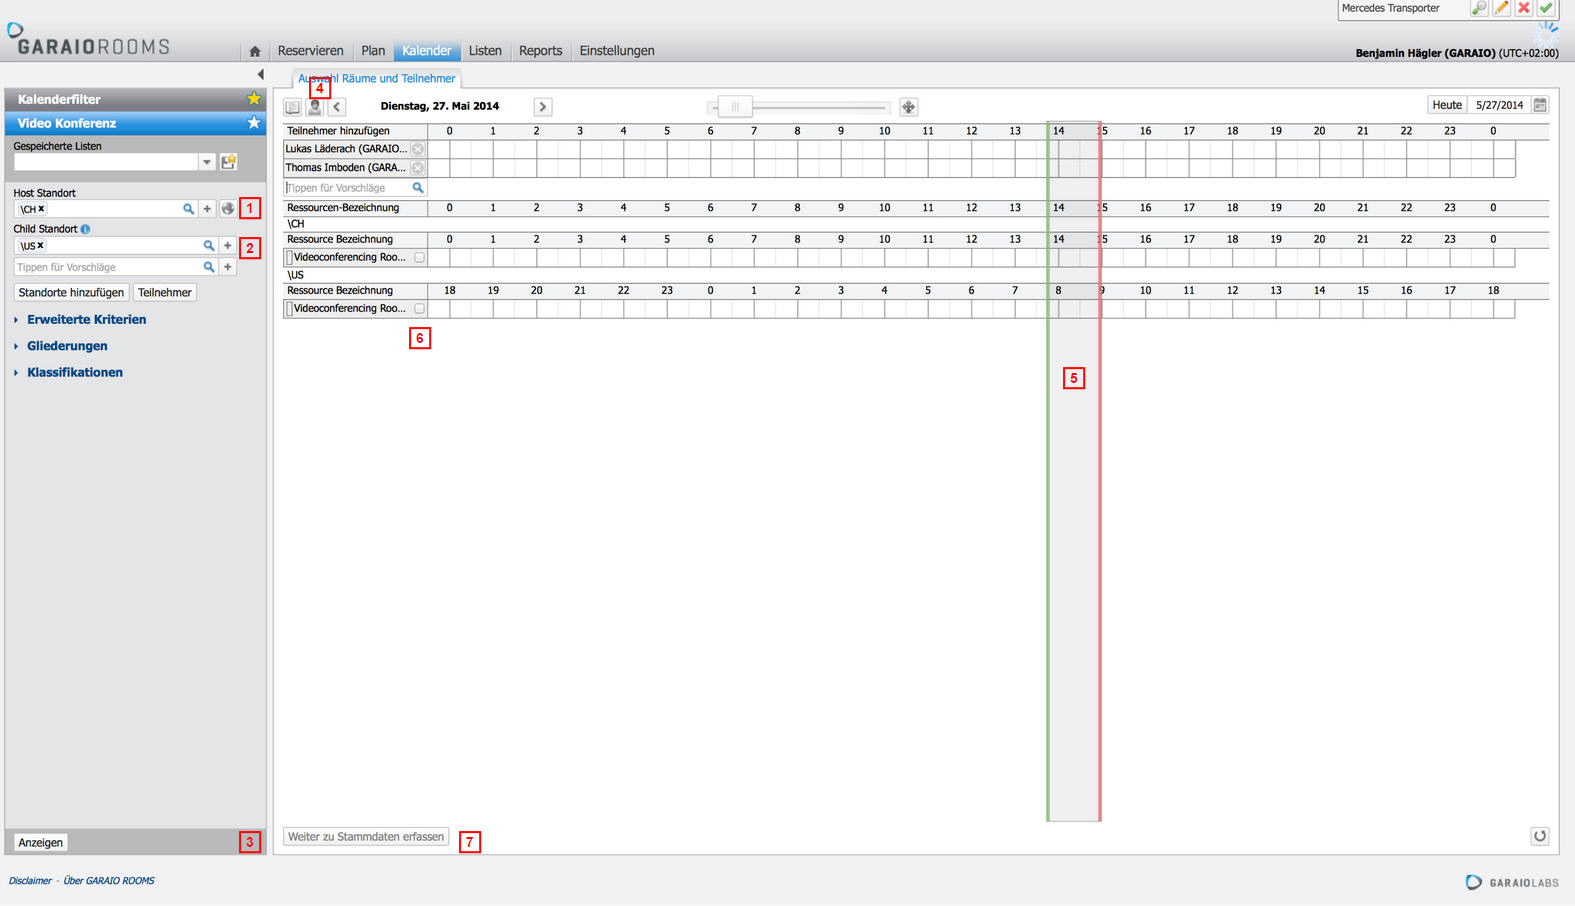 Mercedes Transporter
GARAIOROOMS
Reservieren
Plan
Kalender
Listen
Reports
Einstellungen
Benjamin Hägler (GARAIO) (UTC+02:00)
Kalenderfilter
Video Konferenz
Gespeicherte Listen
Host Standort
\CH x
+
1
Child Standort i
\US x
+
2
Tippen für Vorschläge
+
Standorte hinzufügen
Teilnehmer
Erweiterte Kriterien
Gliederungen
Klassifikationen
Anzeigen
3
Auswahl Räume und Teilnehmer
4
Dienstag, 27. Mai 2014
Heute
5/27/2014
Teilnehmer hinzufügen 0 1 2 3 4 5 6 7 8 9 10 11 12 13 14 15 16 17 18 19 20 21 22 23 0
Lukas Läderach (GARAIO...
Thomas Imboden (GARA...
Tippen für Vorschläge
Ressourcen-Bezeichnung 0 1 2 3 4 5 6 7 8 9 10 11 12 13 14 15 16 17 18 19 20 21 22 23 0
\CH
Ressource Bezeichnung 0 1 2 3 4 5 6 7 8 9 10 11 12 13 14 15 16 17 18 19 20 21 22 23 0
Videoconferencing Roo...
\US
Ressource Bezeichnung 18 19 20 21 22 23 0 1 2 3 4 5 6 7 8 9 10 11 12 13 14 15 16 17 18
Videoconferencing Roo...
6
5
Weiter zu Stammdaten erfassen
7
Disclaimer - Über GARAIO ROOMS
GARAIOLABS